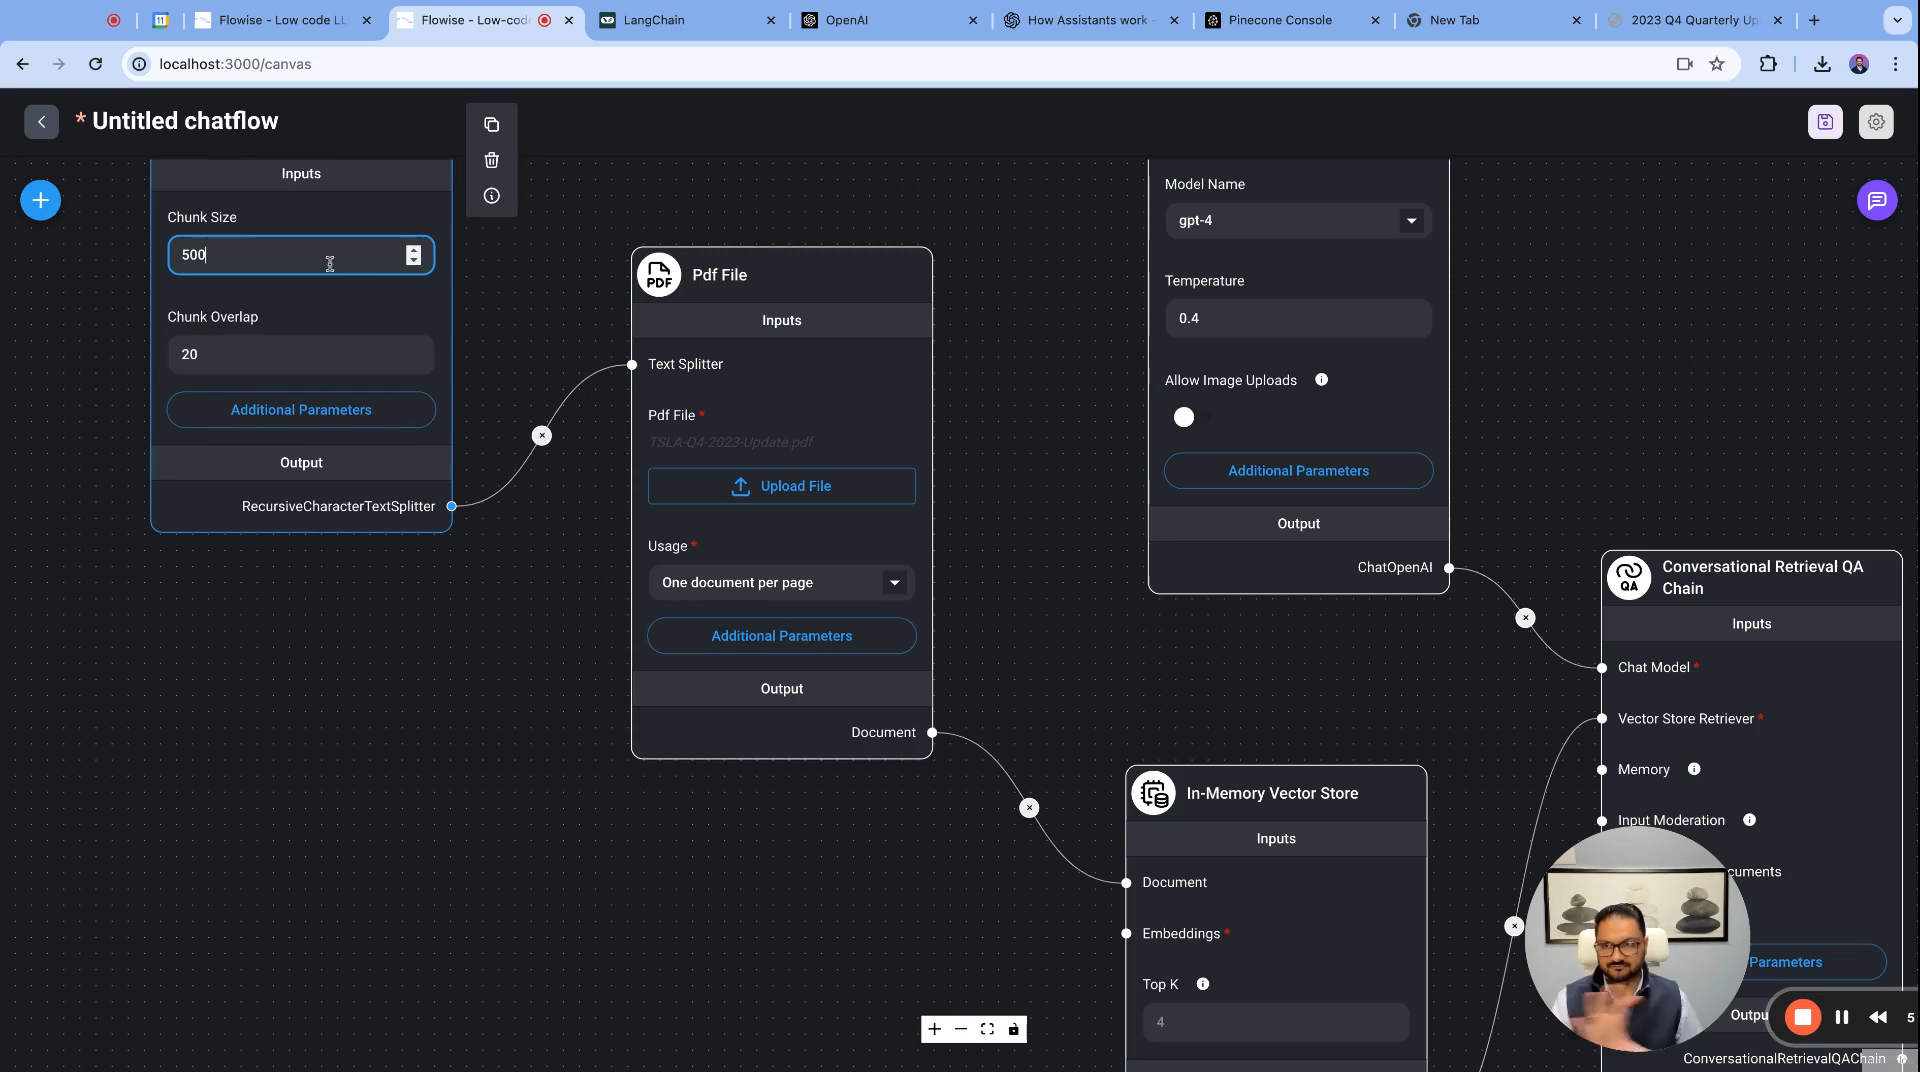 11
Flowise - Low code LL
Flowise - Low-cod
LangChain
OpenAI
How Assistants work -
Pinecone Console
New Tab
2023 Q4 Quarterly Up
localhost:3000/canvas
* Untitled chatflow
Inputs
Chunk Size
500
Chunk Overlap
20
Additional Parameters
Output
RecursiveCharacterTextSplitter
PDF
Pdf File
Inputs
Text Splitter
Pdf File *
TSLA-Q4-2023-Update.pdf
Upload File
Usage *
One document per page
Additional Parameters
Output
Document
Model Name
gpt-4
Temperature
0.4
Allow Image Uploads
Additional Parameters
Output
ChatOpenAI
In-Memory Vector Store
Inputs
Document
Embeddings *
Top K
4
QA
Conversational Retrieval QA
Chain
Inputs
Chat Model *
Vector Store Retriever *
Memory
Input Moderation
cuments
Parameters
Outpu
5
ConversationalRetrievalQAChain